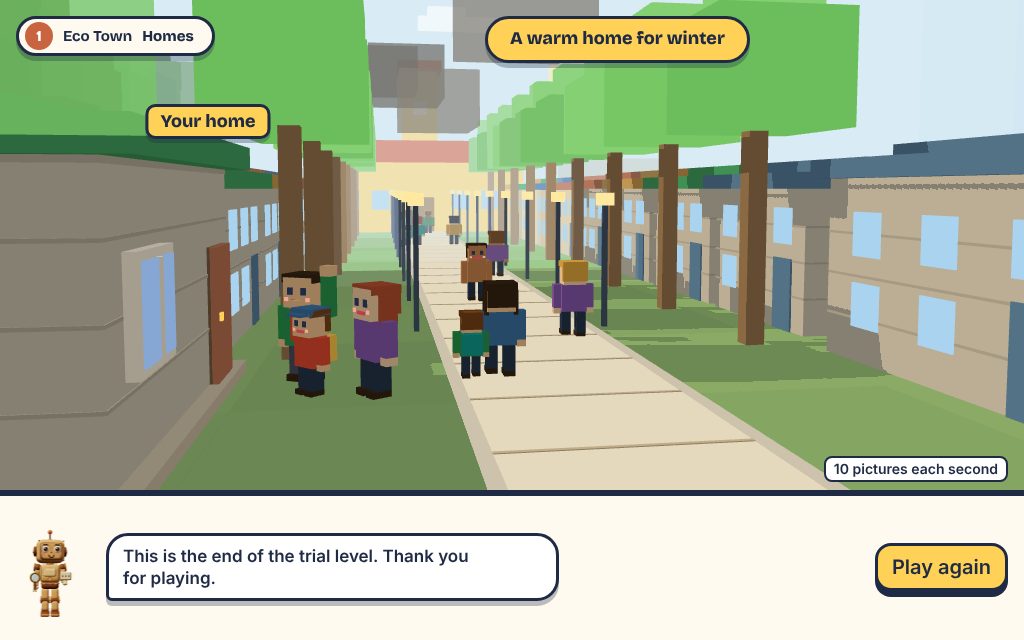 1 Eco Town Homes
A warm home for winter
Your home
10 pictures each second
This is the end of the trial level. Thank you
for playing.
Play again